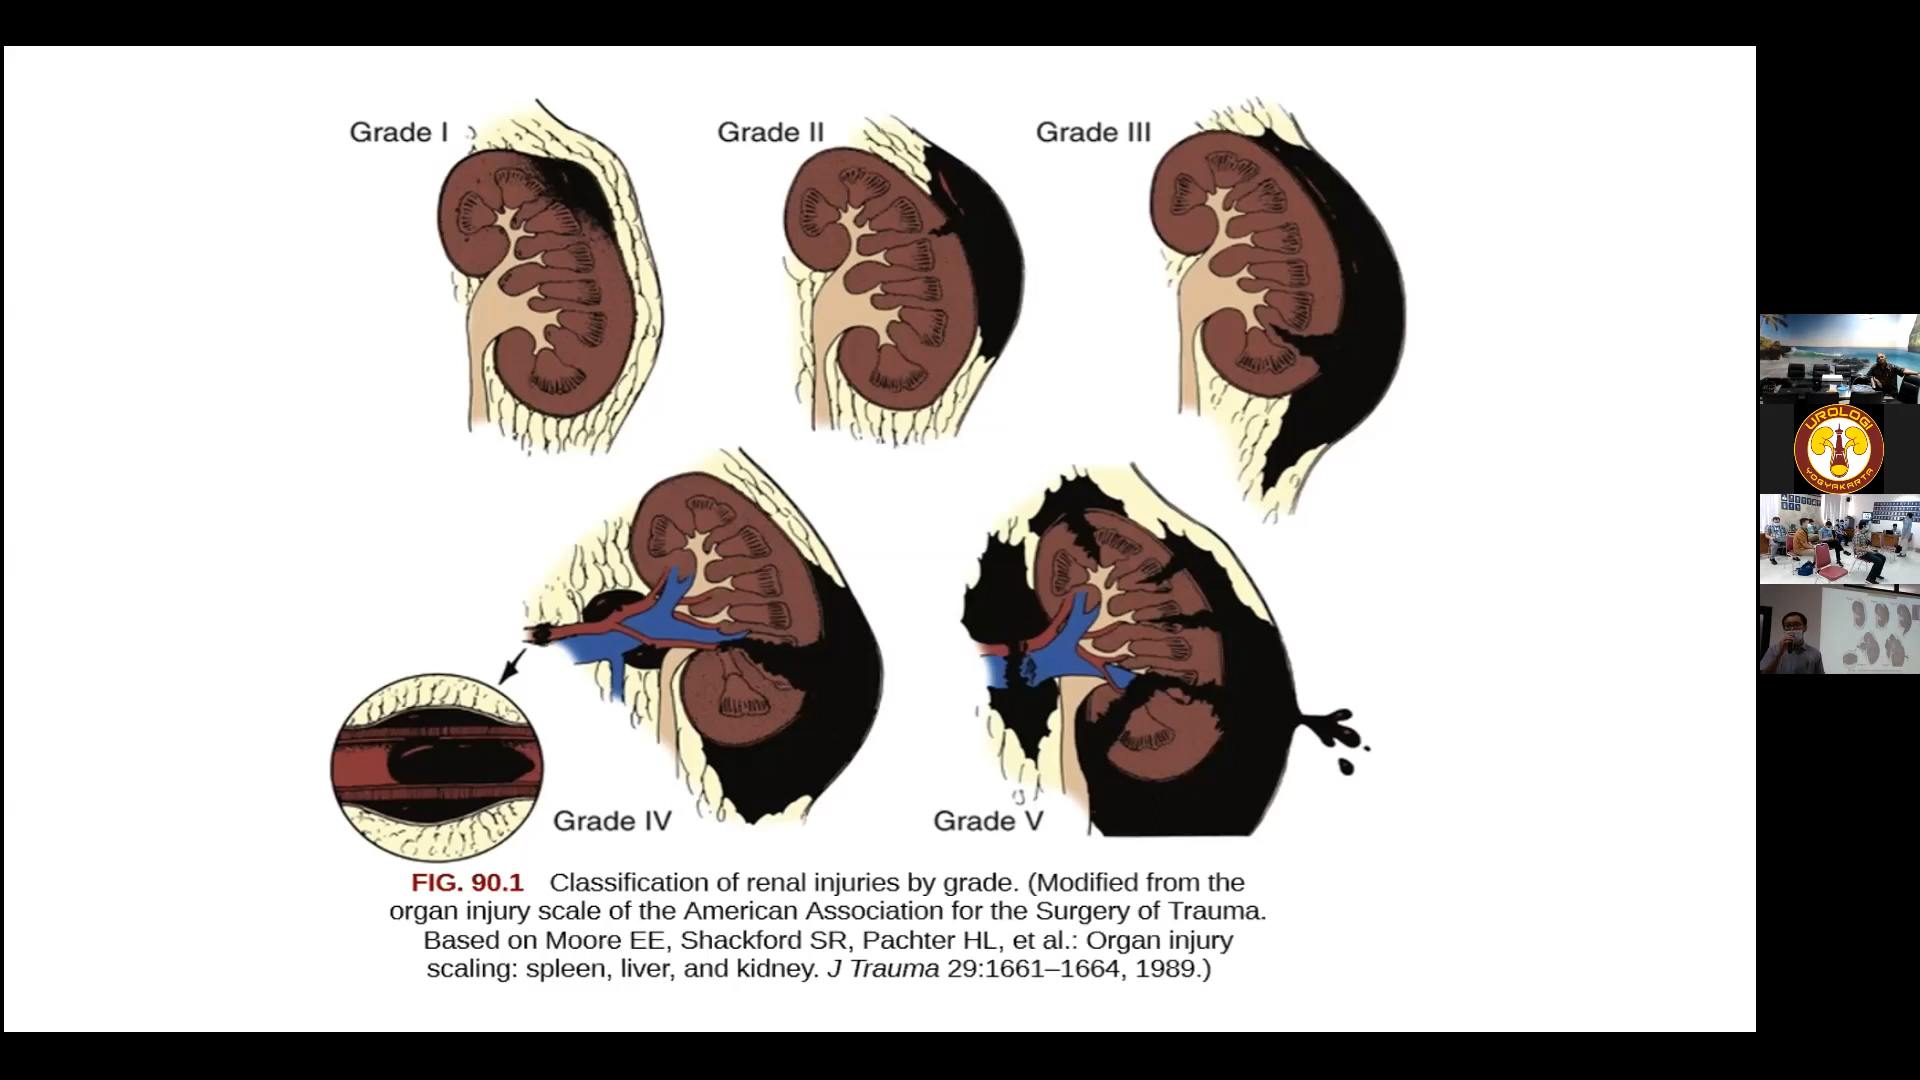 Grade I
Grade II
Grade III
Grade IV
Grade V
FIG. 90.1 Classification of renal injuries by grade. (Modified from the
organ injury scale of the American Association for the Surgery of Trauma.
Based on Moore EE, Shackford SR, Pachter HL, et al.: Organ injury
scaling: spleen, liver, and kidney. J Trauma 29:1661–1664, 1989.)
UROLOGI
YOGYAKARTA